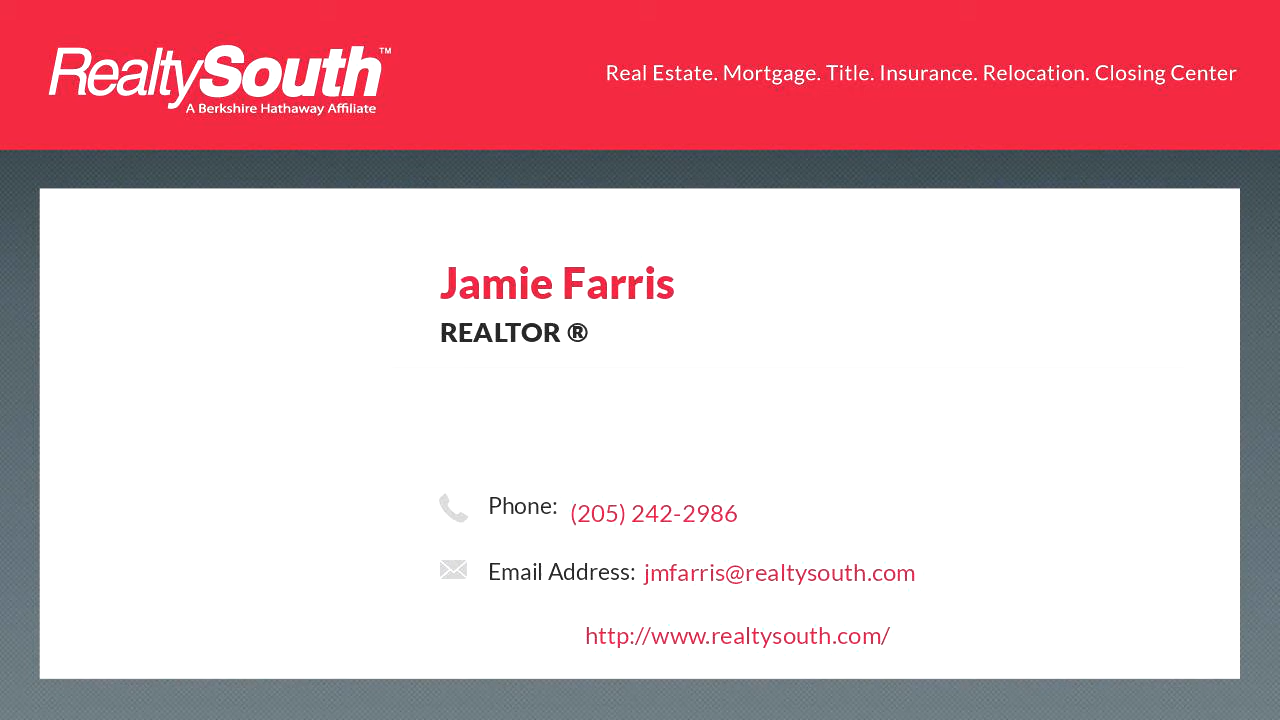 RealtySouth™
A Berkshire Hathaway Affiliate
Real Estate. Mortgage. Title. Insurance. Relocation. Closing Center
Jamie Farris
REALTOR ®
Phone: (205) 242-2986
Email Address: jmfarris@realtysouth.com
http://www.realtysouth.com/